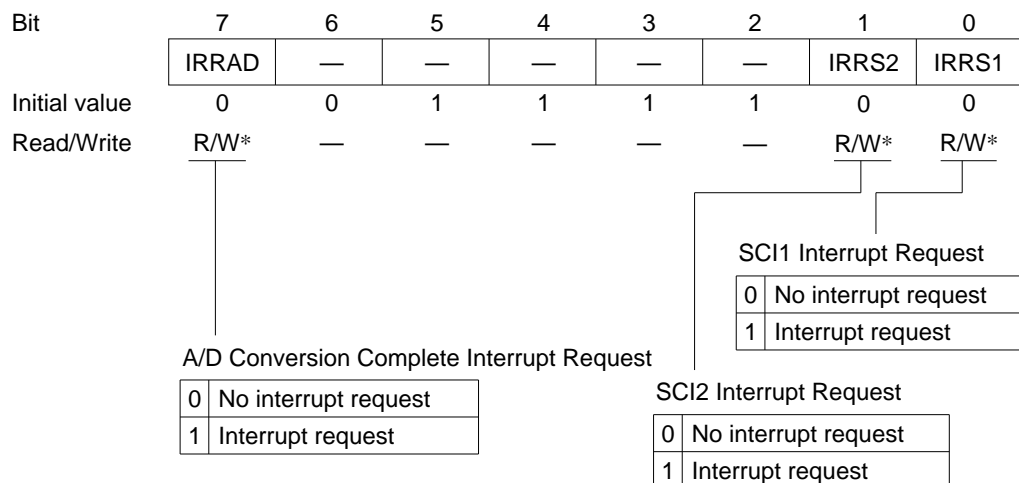 Bit 7 6 5 4 3 2 1 0
IRRAD — — — — — IRRS2 IRRS1
Initial value 0 0 1 1 1 1 0 0
Read/Write R/W* — — — — — R/W* R/W*
SCI1 Interrupt Request
0 No interrupt request
1 Interrupt request
A/D Conversion Complete Interrupt Request
0 No interrupt request
1 Interrupt request
SCI2 Interrupt Request
0 No interrupt request
1 Interrupt request